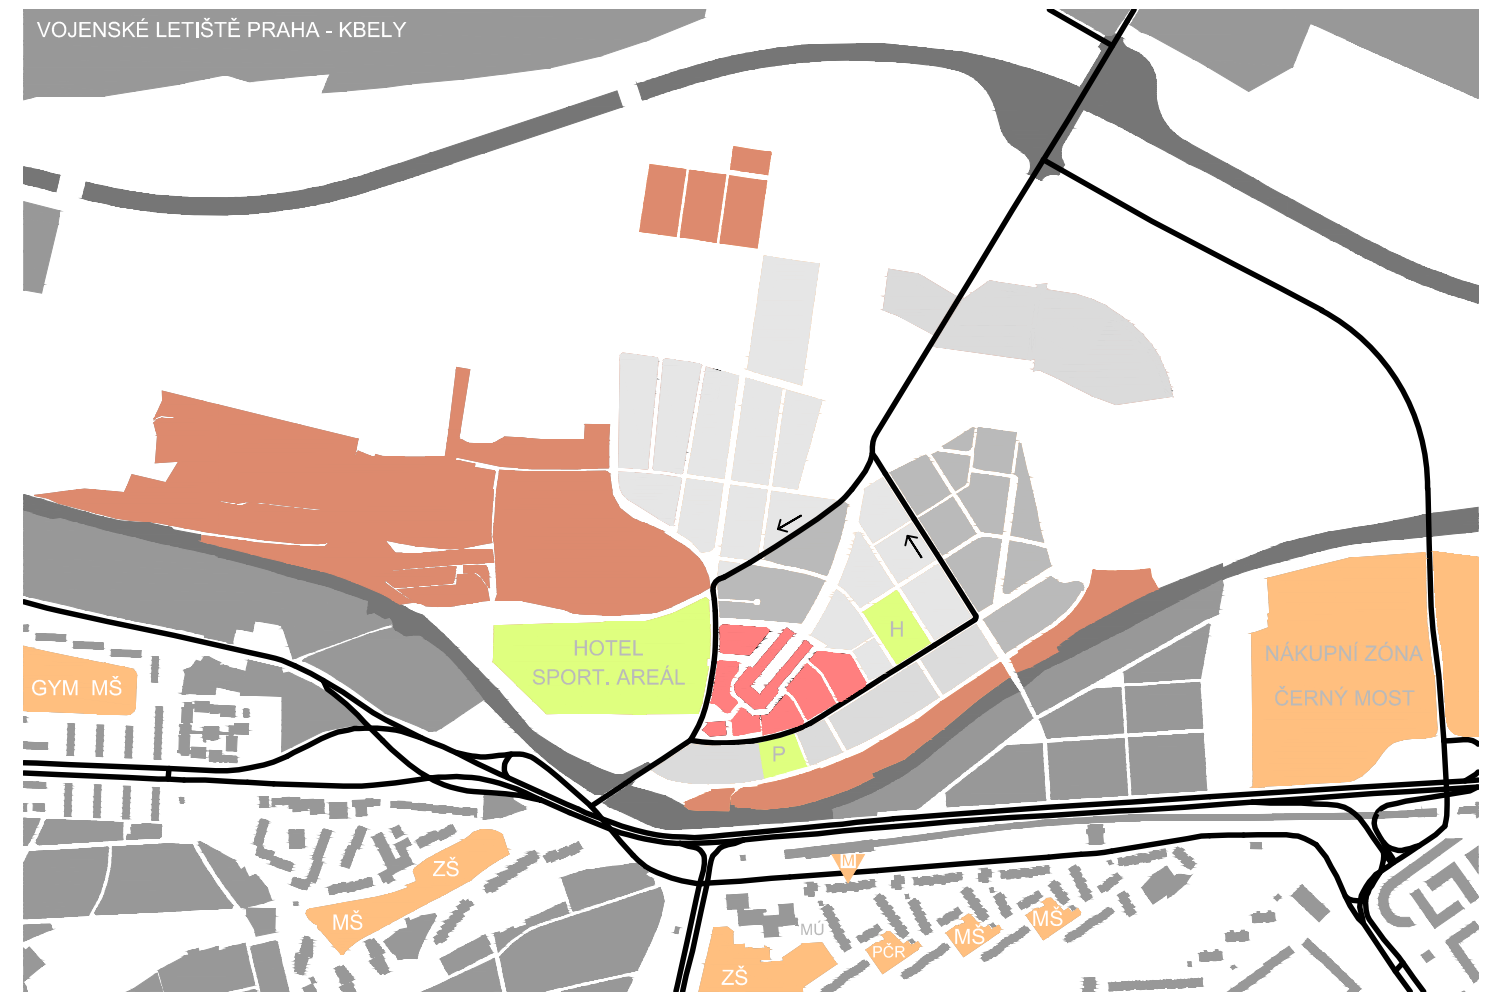 VOJENSKÉ LETIŠTĚ PRAHA - KBELY
H
HOTEL
SPORT. AREÁL
NÁKUPNÍ ZÓNA
ČERNÝ MOST
GYM MŠ
P
ZŠ
M
MŠ
MŠ
MÚ
MŠ
PČR
ZŠ